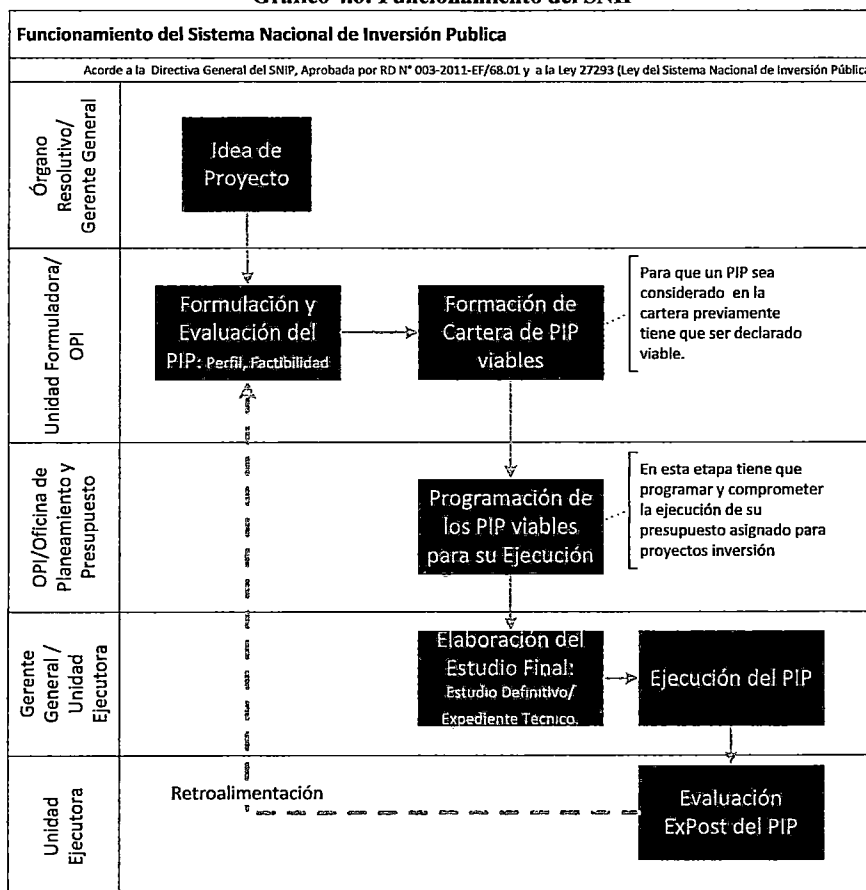 Funcionamiento del Sistema Nacional de Inversión Publica
Acorde a la Directiva General del SNIP, Aprobada por RD N° 003-2011-EF/68.01 y a la Ley 27293 (Ley del Sistema Nacional de Inversión Pública
Órgano
Resolutivo/
Gerente General
Idea de
Proyecto
Unidad Formuladora/
OPI
Formulación y
Evaluación del
PIP: Perfil, Factibilidad
Formación de
Cartera de PIP
viables
Para que un PIP sea
considerado en la
cartera previamente
tiene que ser declarado
viable.
OPI/Oficina de
Planeamiento y
Presupuesto
Programación de
los PIP viables
para su Ejecución
En esta etapa tiene que
programar y comprometer
la ejecución de su
presupuesto asignado para
proyectos inversión
Gerente
General /
Unidad
Ejecutora
Elaboración del
Estudio Final:
Estudio Definitivo/
Expediente Técnico.
Ejecución del PIP
Unidad
Ejecutora
Retroalimentación
Evaluación
ExPost del PIP